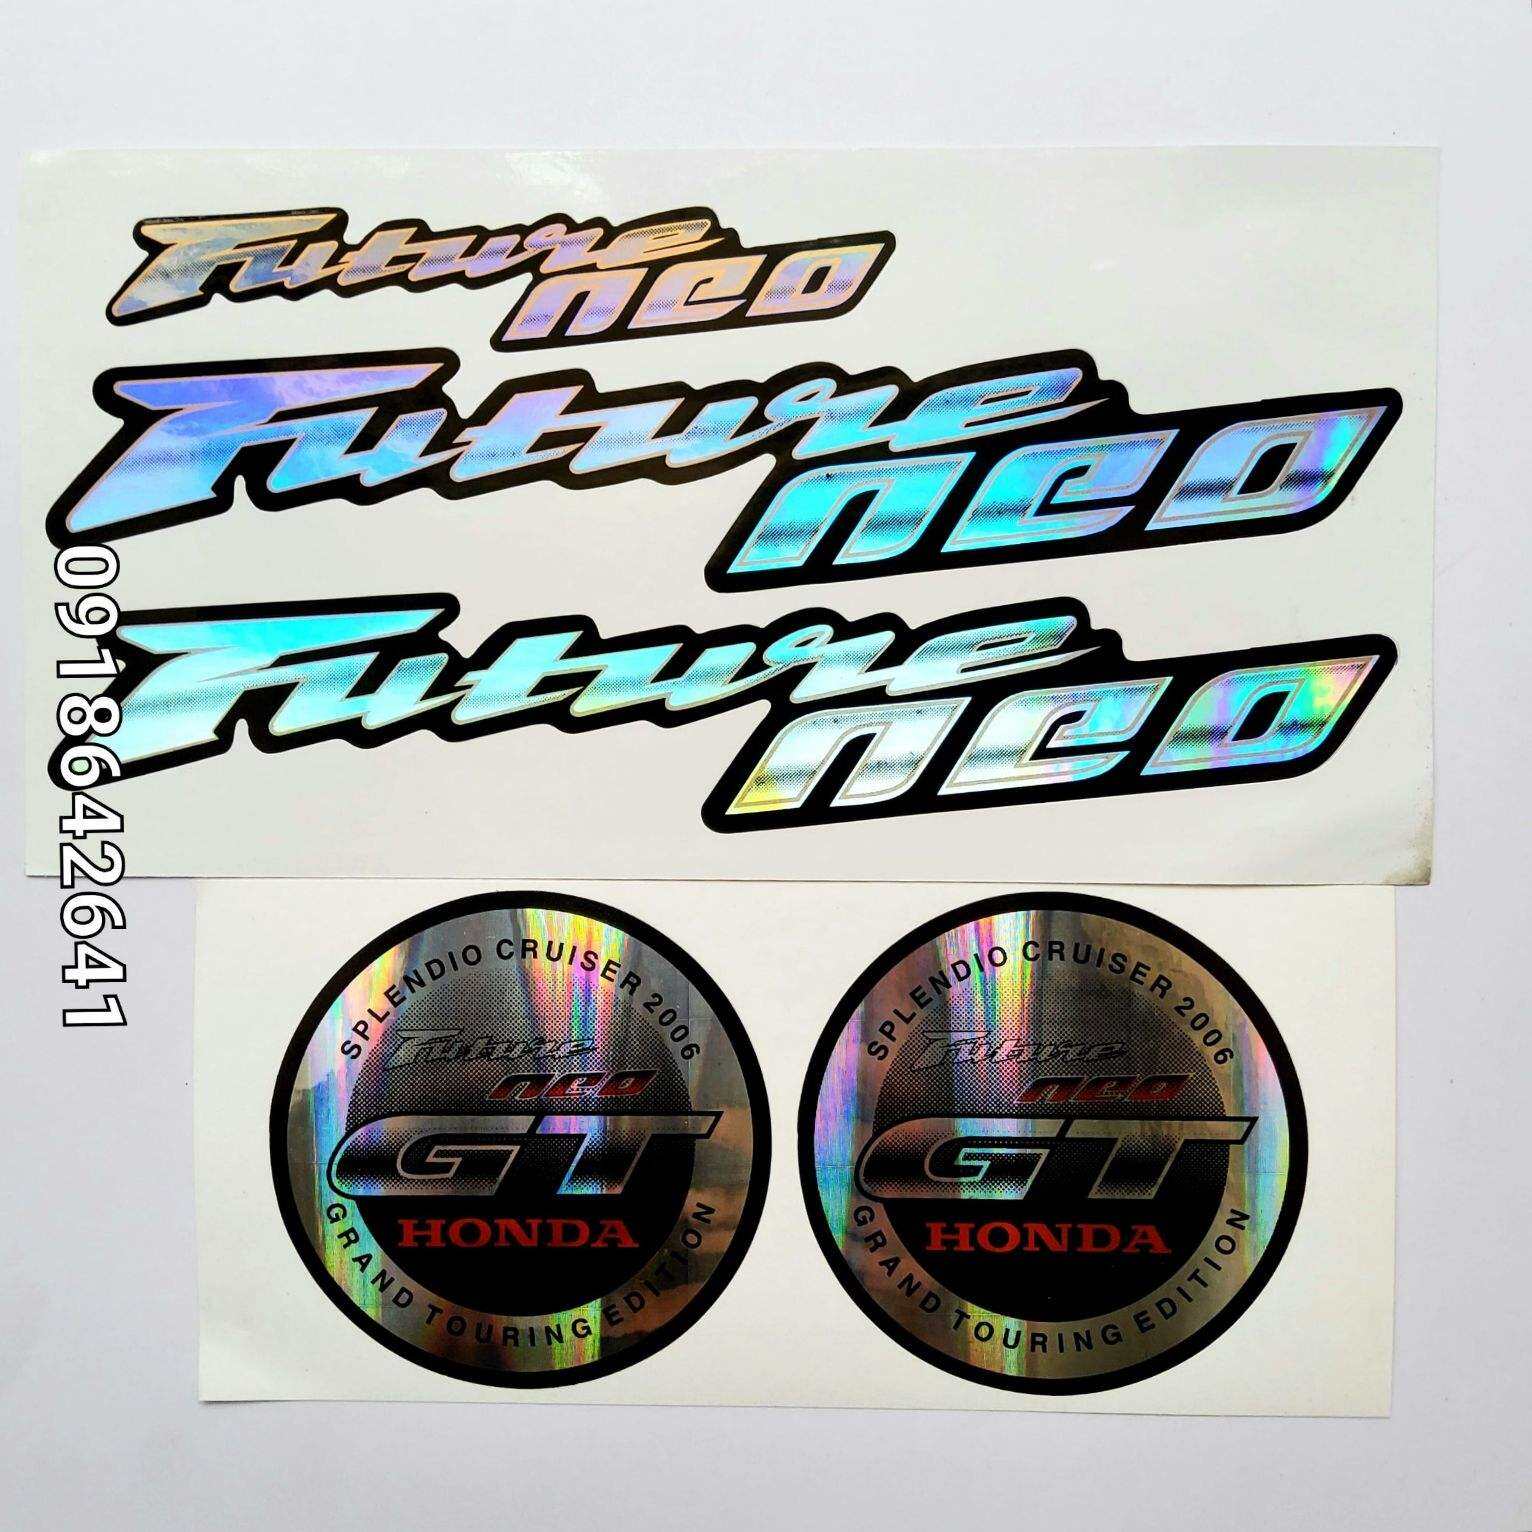 Future
neo
Future
neo
Future
neo
0918642641
SPLENDIO CRUISER 2006
Future
neo
GT
HONDA
GRAND TOURING EDITION
SPLENDIO CRUISER 2006
Future
neo
GT
HONDA
GRAND TOURING EDITION